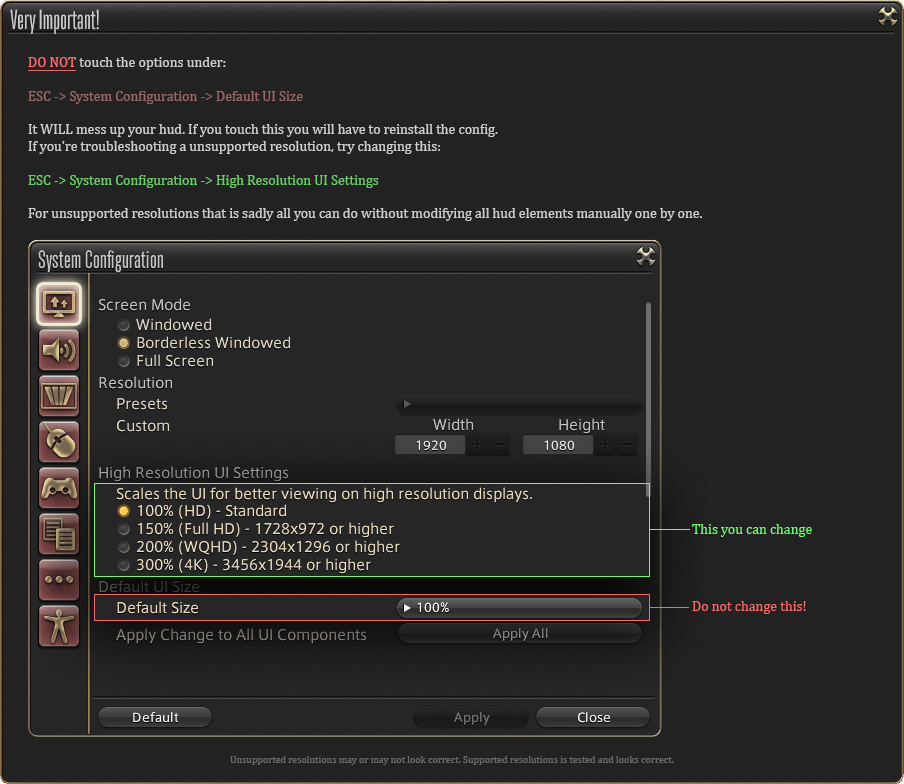 Very Important!
DO NOT touch the options under:
ESC -> System Configuration -> Default UI Size
It WILL mess up your hud. If you touch this you will have to reinstall the config.
If you're troubleshooting a unsupported resolution, try changing this:
ESC -> System Configuration -> High Resolution UI Settings
For unsupported resolutions that is sadly all you can do without modifying all hud elements manually one by one.
System Configuration
Screen Mode
Windowed
Borderless Windowed
Full Screen
Resolution
Presets
Custom
Width
Height
1920
1080
High Resolution UI Settings
Scales the UI for better viewing on high resolution displays.
100% (HD) - Standard
150% (Full HD) - 1728x972 or higher
This you can change
200% (WQHD) - 2304x1296 or higher
300% (4K) - 3456x1944 or higher
Default UI Size
Default Size
100%
Do not change this!
Apply Change to All UI Components
Apply All
Default
Apply
Close
Unsupported resolutions may or may not look correct. Supported resolutions is tested and looks correct.